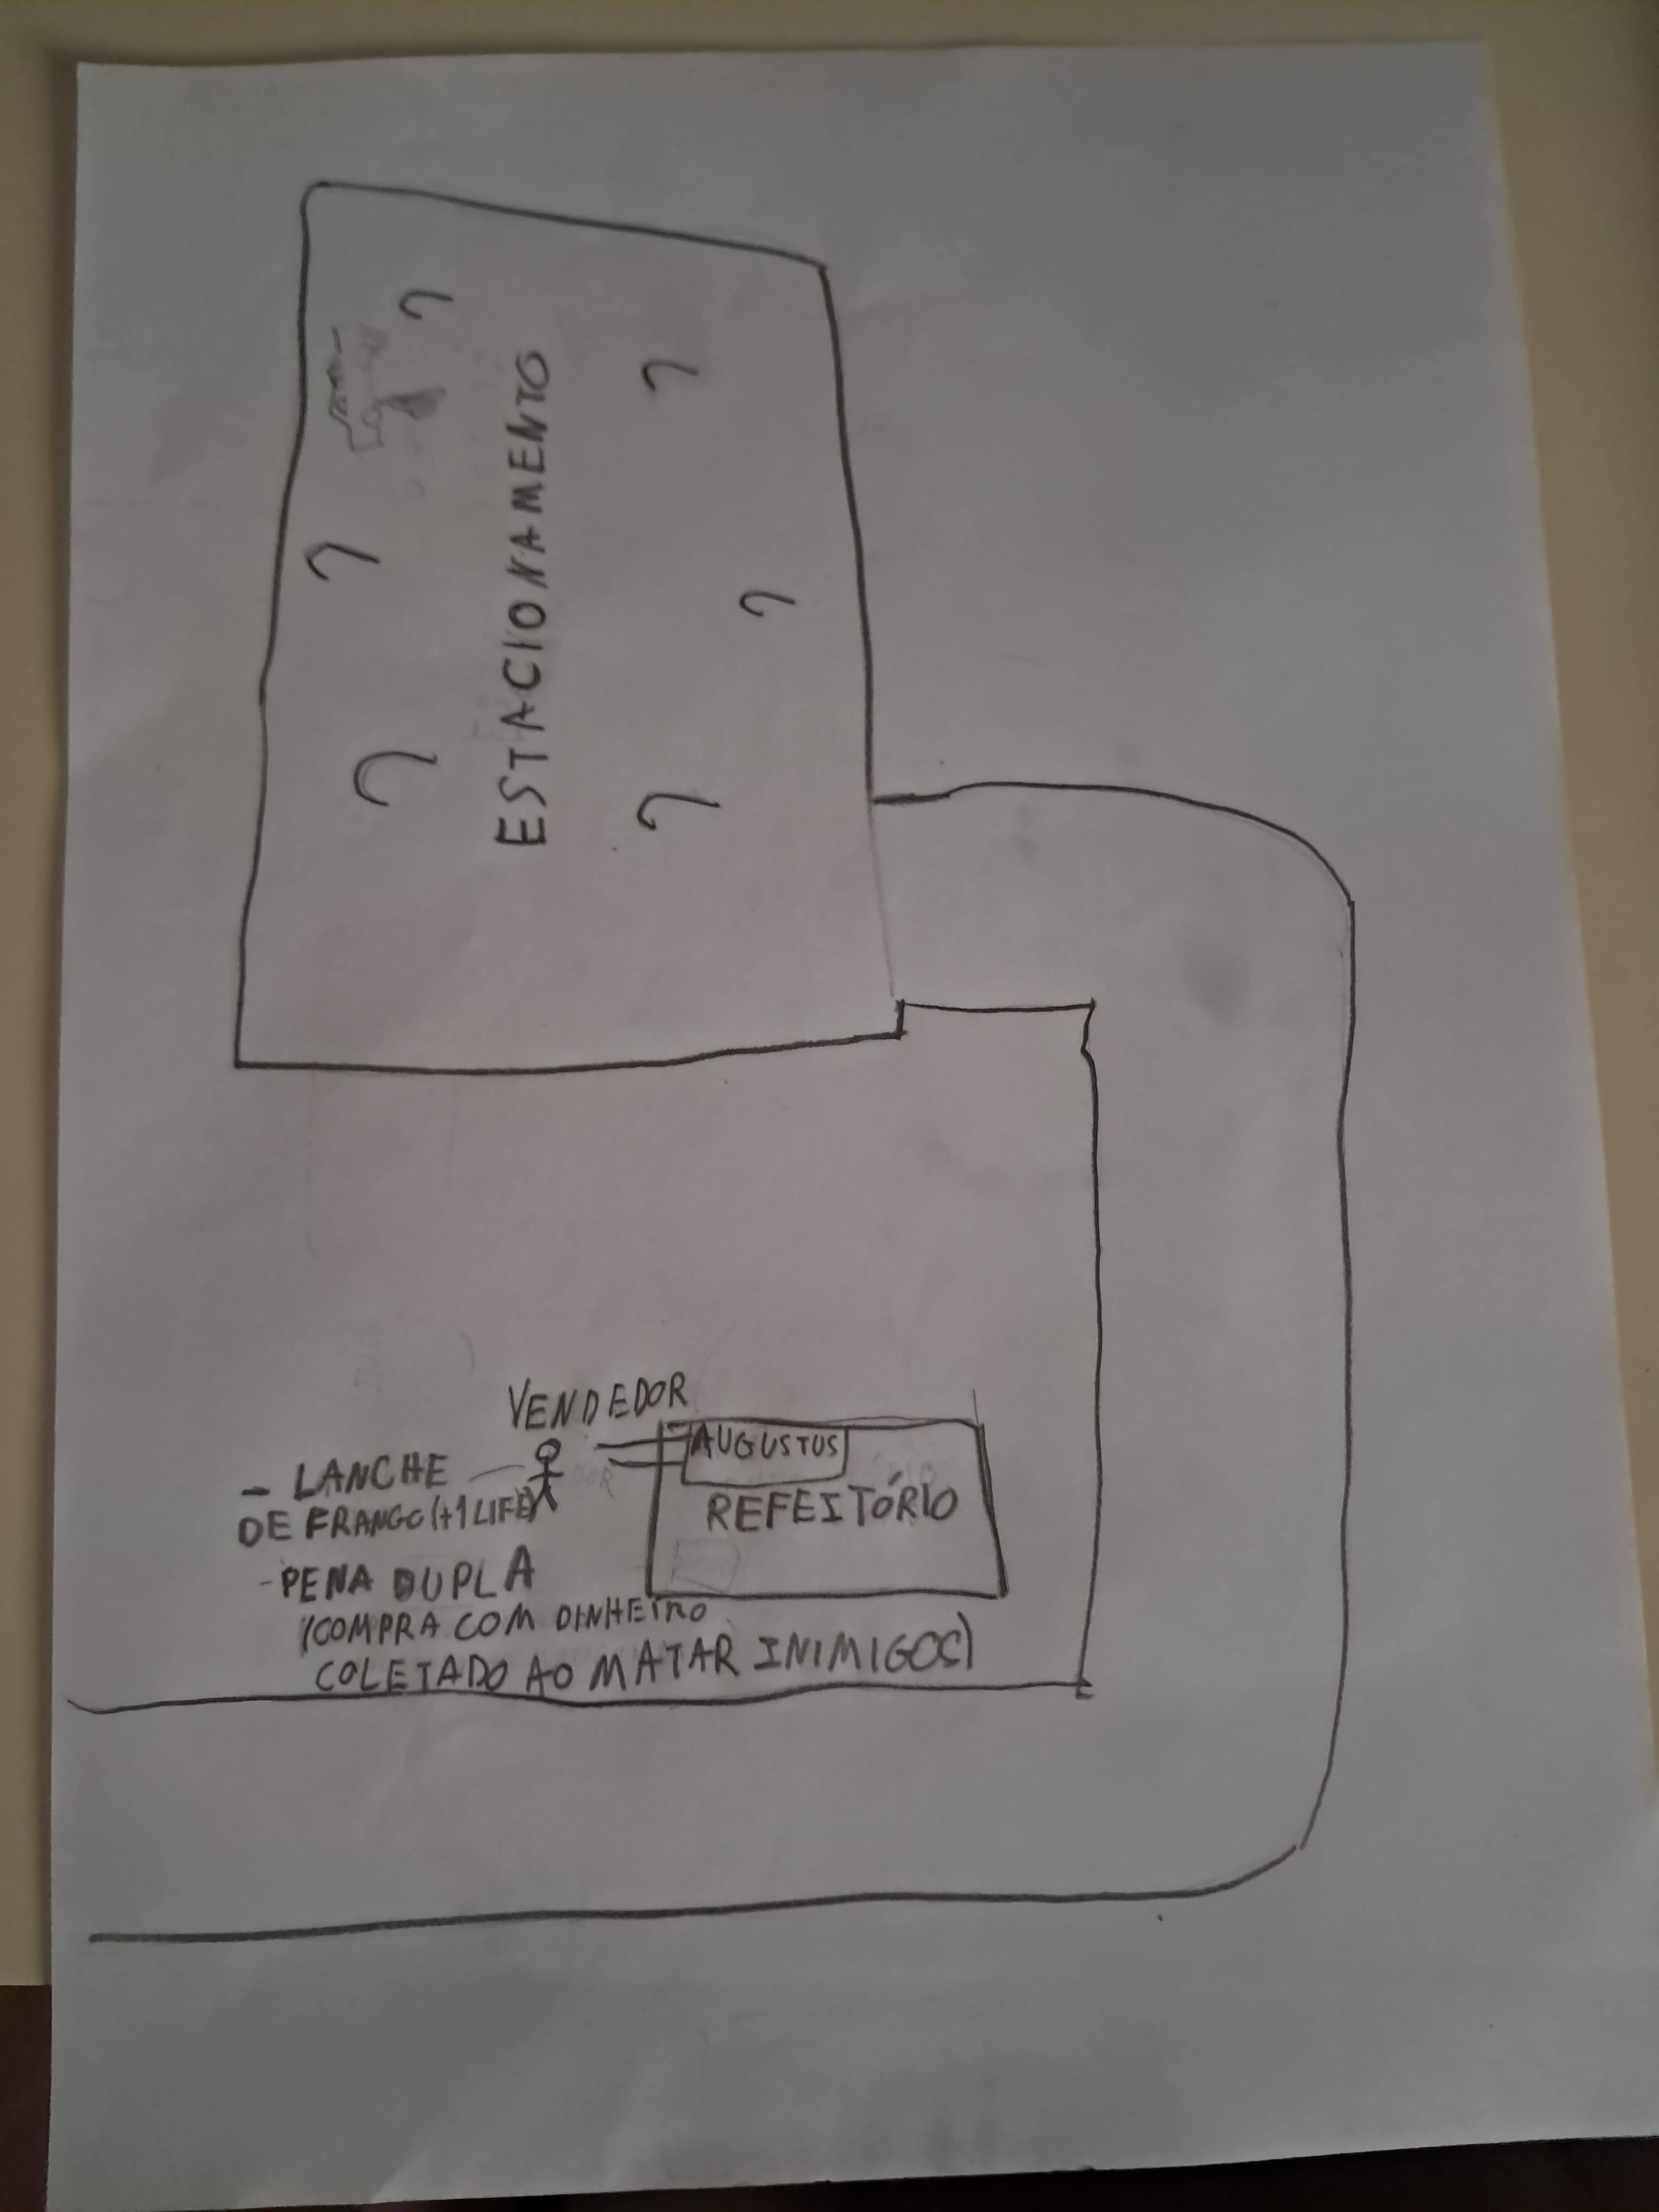 ESTACIONAMENTO
VENDEDOR
AUGUSTUS
REFEITÓRIO
- LANCHE
DE FRANGO (+1 LIFE)
- PENA DUPLA
(COMPRA COM DINHEIRO
COLETADO AO MATAR INIMIGOS)